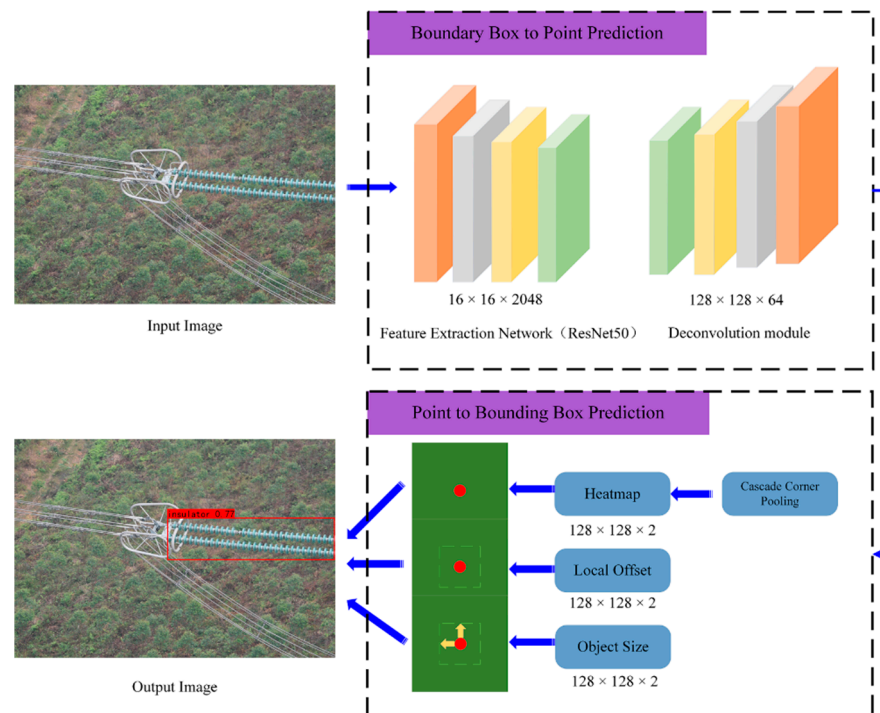 Boundary Box to Point Prediction
16 × 16 × 2048
128 × 128 × 64
Input Image
Feature Extraction Network（ResNet50）
Deconvolution module
Point to Bounding Box Prediction
insulator 0.77
Heatmap
Cascade Corner
Pooling
128 × 128 × 2
Local Offset
128 × 128 × 2
Object Size
128 × 128 × 2
Output Image